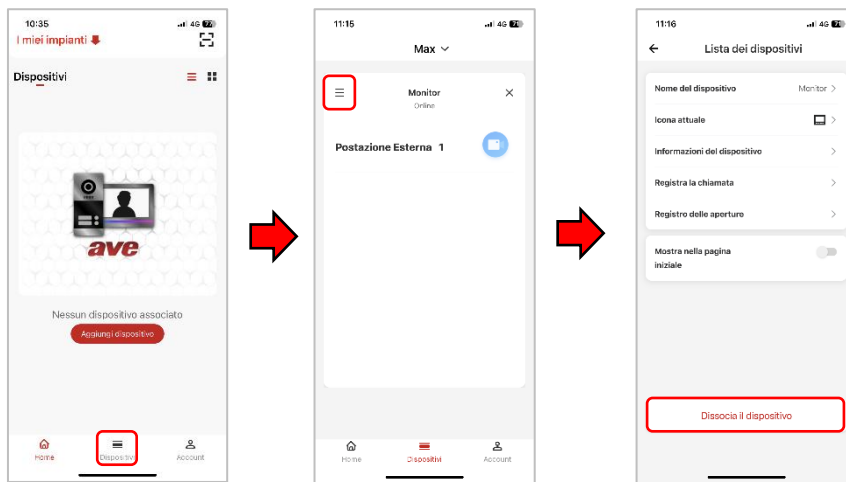 10:35
4G 77
I miei impianti
Dispositivi
ave
Nessun dispositivo associato
Aggiungi dispositivo
Home
Dispositivi
Account
11:15
4G
Max
Monitor
Online
Postazione Esterna 1
Home
Dispositivi
Account
11:16
4G
Lista dei dispositivi
Nome del dispositivo Monitor
Icona attuale
Informazioni del dispositivo
Registra la chiamata
Registro delle aperture
Mostra nella pagina
iniziale
Dissocia il dispositivo